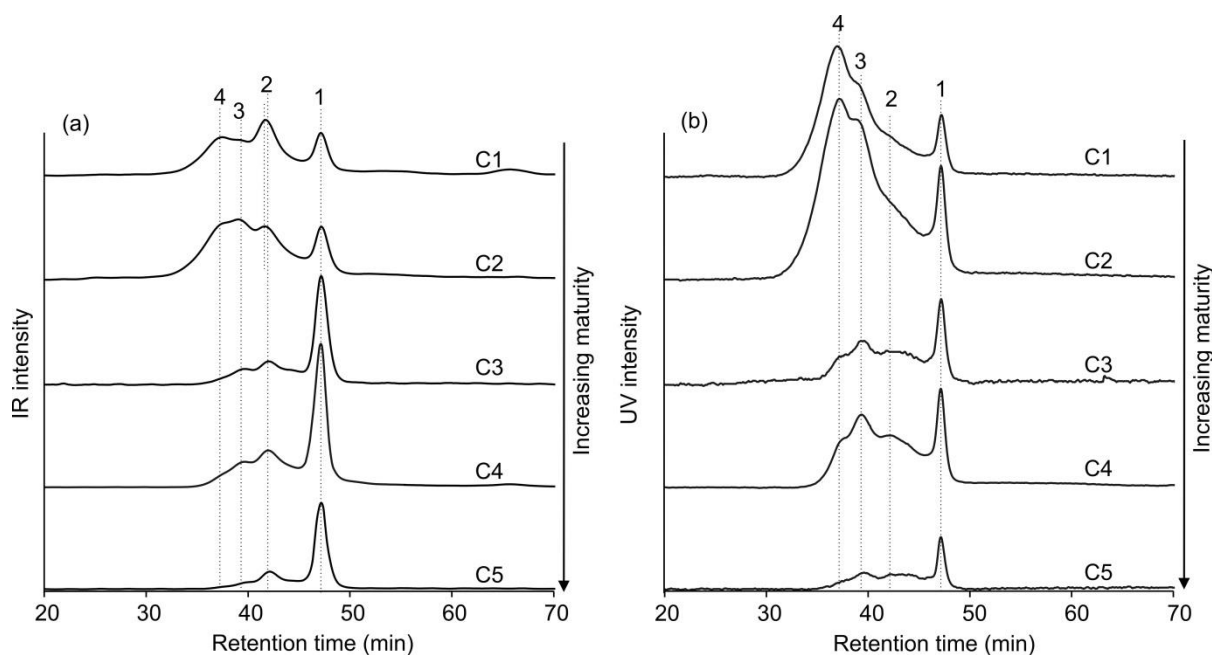 (a)
4
3
2
1
C1
C2
C3
C4
C5
IR intensity
Increasing maturity
20
30
40
50
60
70
Retention time (min)
(b)
4
3
2
1
C1
C2
C3
C4
C5
UV intensity
Increasing maturity
20
30
40
50
60
70
Retention time (min)